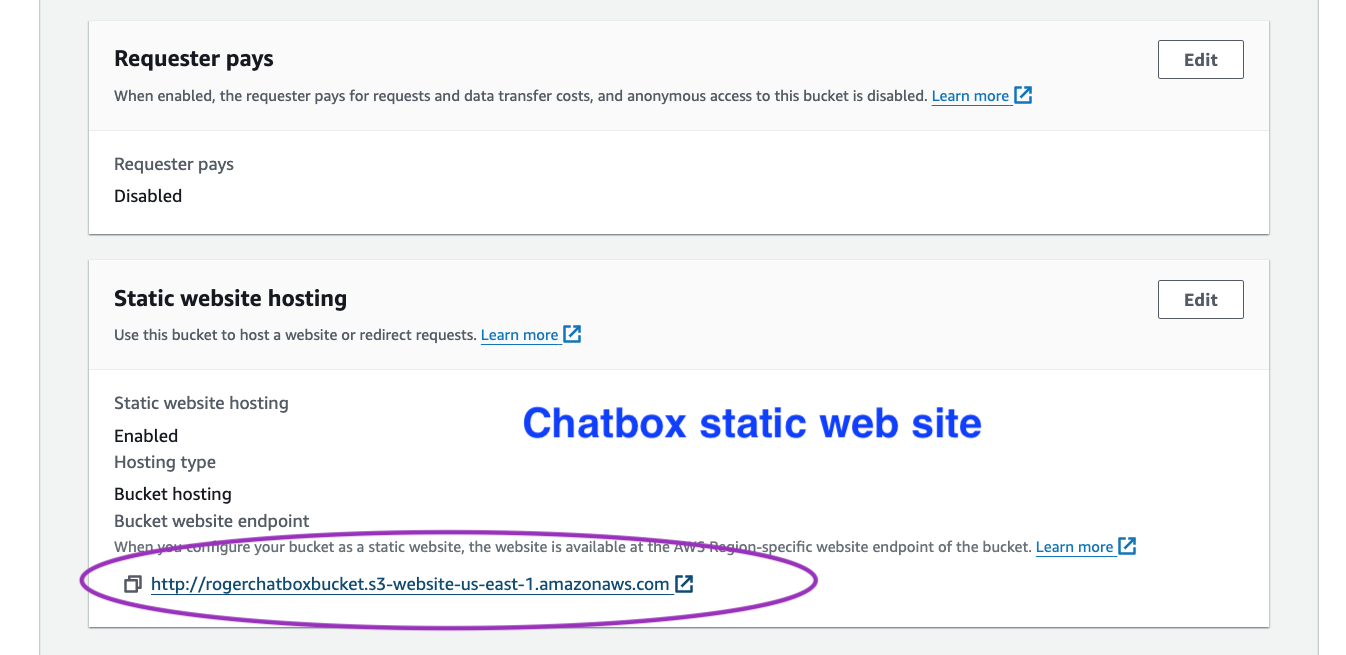 Requester pays
Edit
When enabled, the requester pays for requests and data transfer costs, and anonymous access to this bucket is disabled. Learn more
Requester pays
Disabled
Static website hosting
Edit
Use this bucket to host a website or redirect requests. Learn more
Static website hosting
Chatbox static web site
Enabled
Hosting type
Bucket hosting
Bucket website endpoint
When you configure your bucket as a static website, the website is available at the AWS Region-specific website endpoint of the bucket. Learn more
http://rogerchatboxbucket.s3-website-us-east-1.amazonaws.com